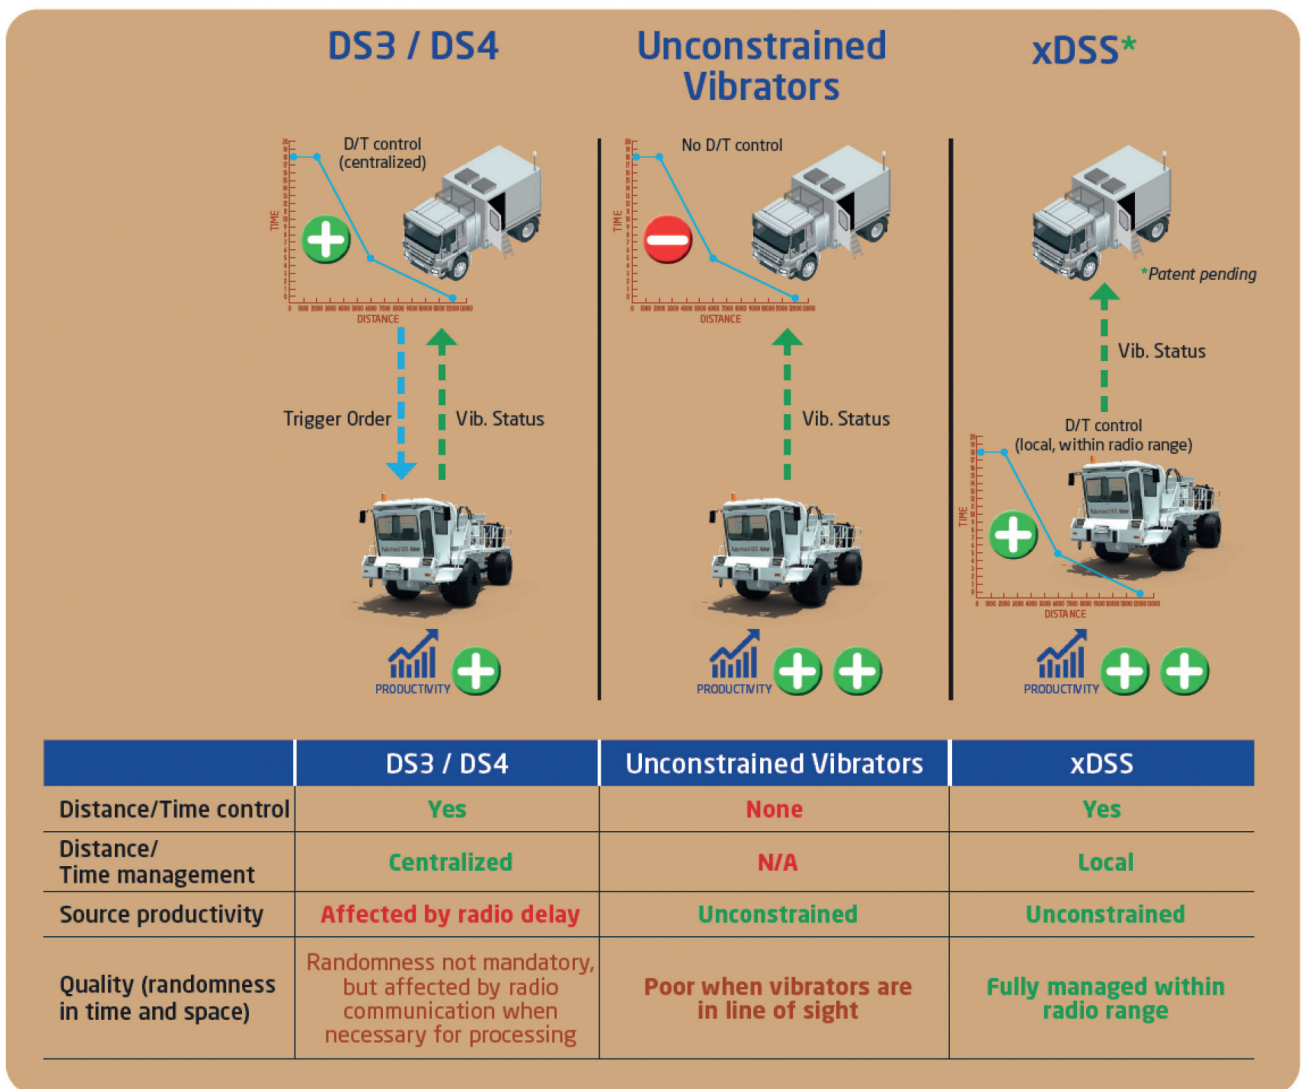 DS3 / DS4
Unconstrained
Vibrators
xDSS*
D/T control
(centralized)
TIME
DISTANCE
No D/T control
TIME
DISTANCE
*Patent pending
Trigger Order
Vib. Status
Vib. Status
Vib. Status
D/T control
(local, within radio range)
TIME
DISTANCE
PRODUCTIVITY
PRODUCTIVITY
PRODUCTIVITY
DS3 / DS4
Unconstrained Vibrators
xDSS
Distance/Time control
Yes
None
Yes
Distance/
Time management
Centralized
N/A
Local
Source productivity
Affected by radio delay
Unconstrained
Unconstrained
Quality (randomness
in time and space)
Randomness not mandatory,
but affected by radio
communication when
necessary for processing
Poor when vibrators are
in line of sight
Fully managed within
radio range